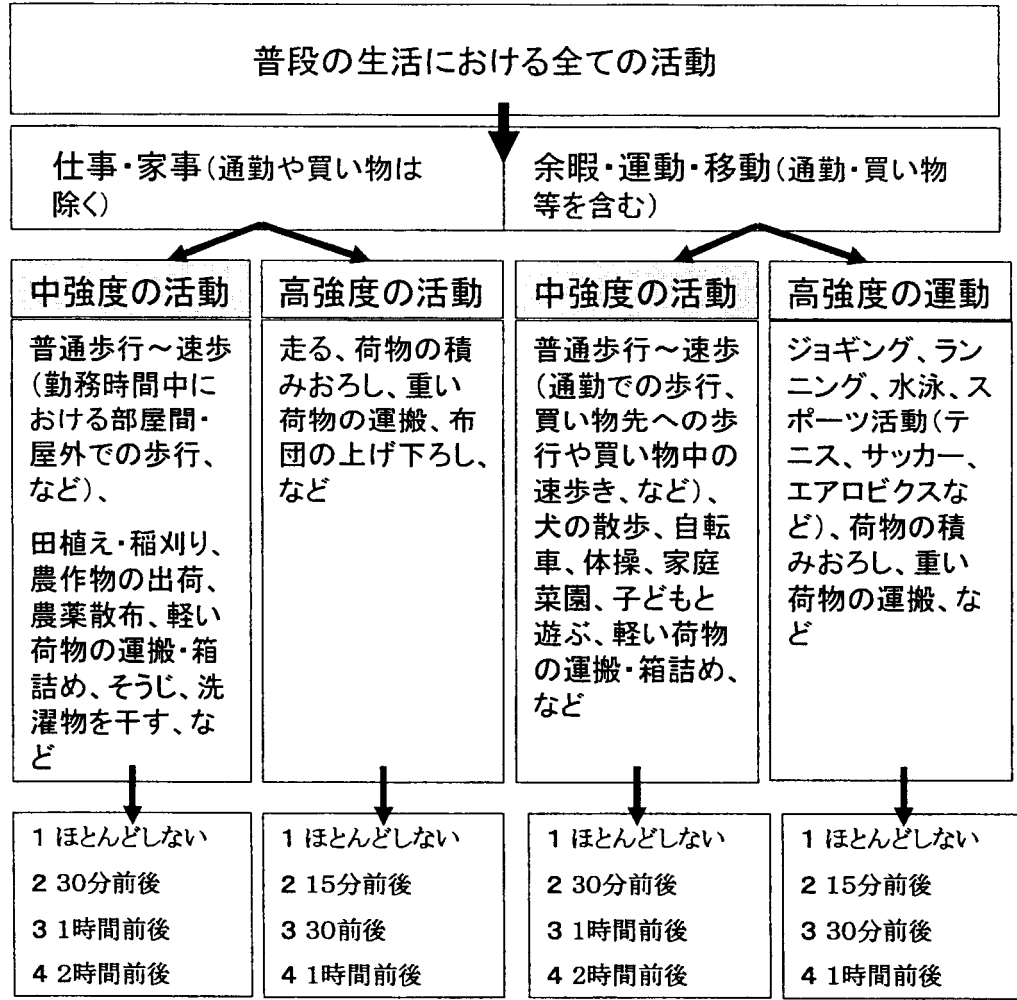 普段の生活における全ての活動
仕事・家事(通勤や買い物は
除く)
余暇・運動・移動(通勤・買い物
等を含む)
中強度の活動
普通歩行～速歩
(勤務時間中に
おける部屋間・
屋外での歩行、
など)、
田植え・稲刈り、
農作物の出荷、
農薬散布、軽い
荷物の運搬・箱
詰め、そうじ、洗
濯物を干す、な
ど
1 ほとんどしない
2 30分前後
3 1時間前後
4 2時間前後
高強度の活動
走る、荷物の積
みおろし、重い
荷物の運搬、布
団の上げ下ろし、
など
1 ほとんどしない
2 15分前後
3 30前後
4 1時間前後
中強度の活動
普通歩行～速歩
(通勤での歩行、
買い物先への歩
行や買い物中の
速歩き、など)、
犬の散歩、自転
車、体操、家庭
菜園、子どもと
遊ぶ、軽い荷物
の運搬・箱詰め、
など
1 ほとんどしない
2 30分前後
3 1時間前後
4 2時間前後
高強度の運動
ジョギング、ラン
ニング、水泳、ス
ポーツ活動(テ
ニス、サッカー、
エアロビクスな
ど)、荷物の積
みおろし、重い
荷物の運搬、な
ど
1 ほとんどしない
2 15分前後
3 30分前後
4 1時間前後